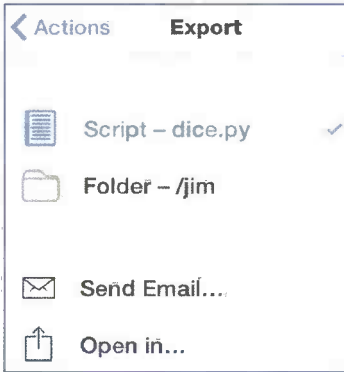 Actions Export
Script – dice.py
Folder – /jim
Send Email...
Open in...